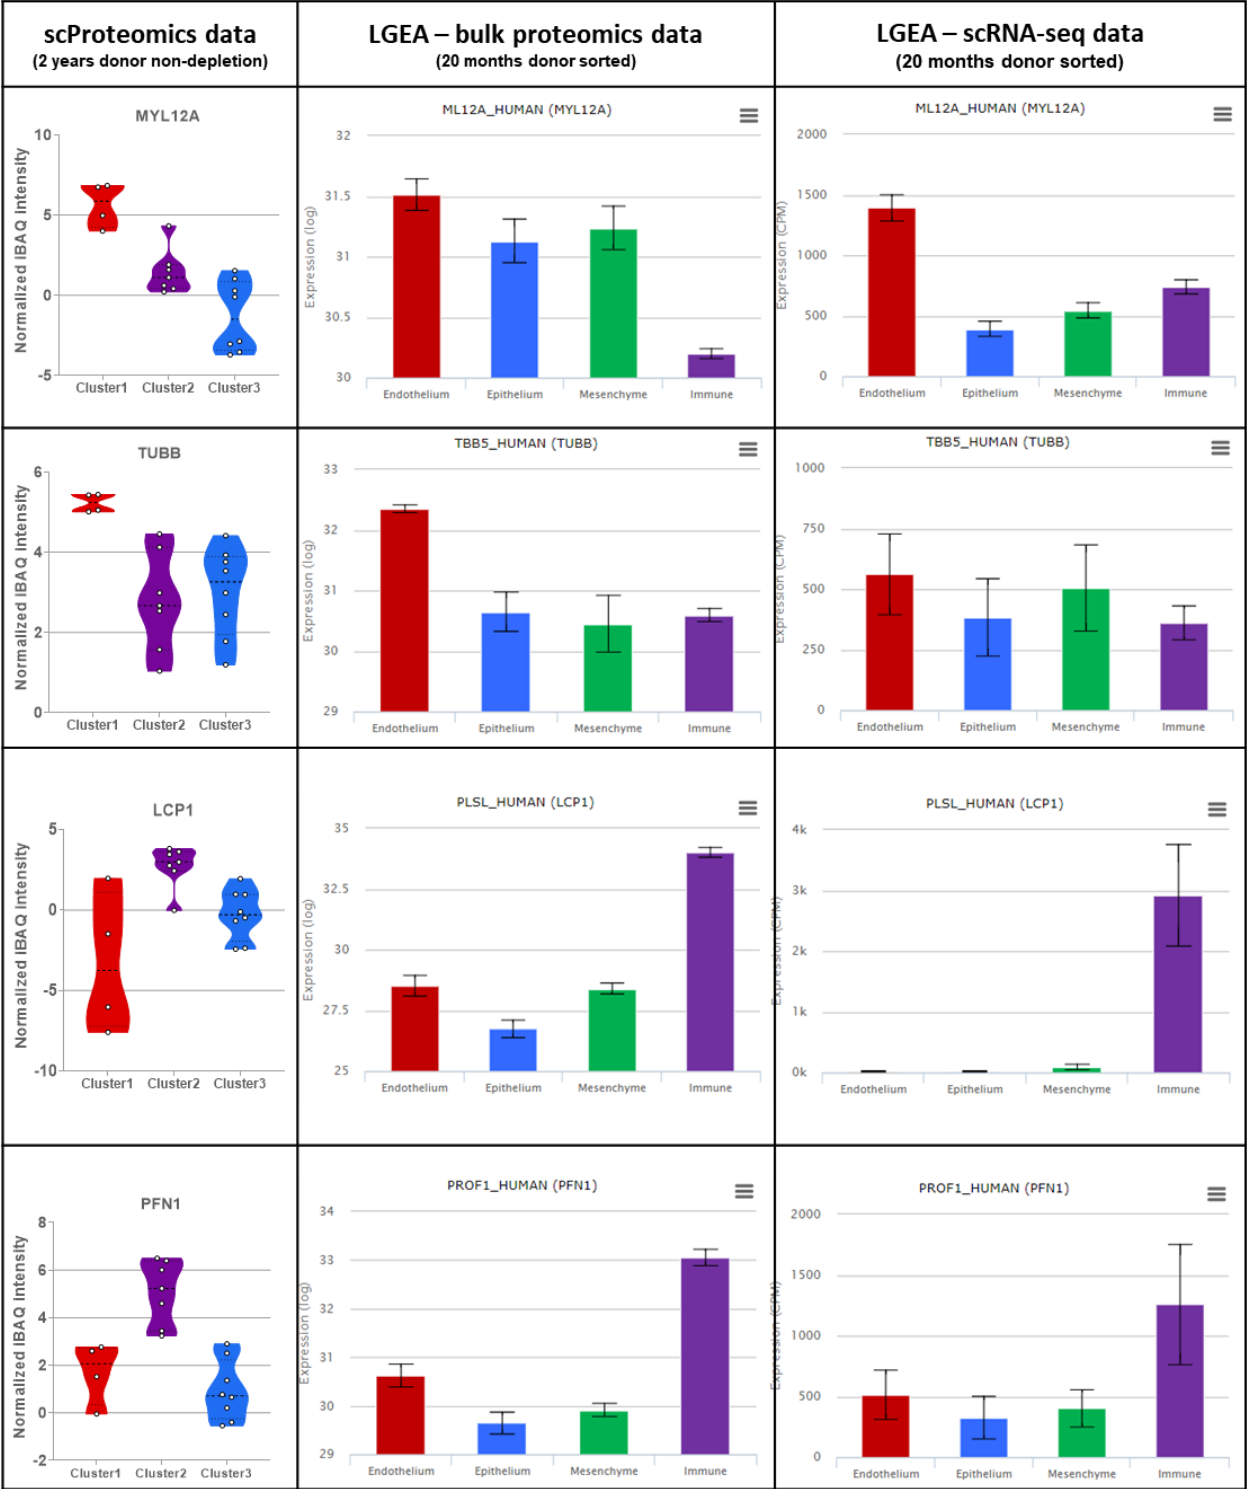 scProteomics data
(2 years donor non-depletion)
LGEA – bulk proteomics data
(20 months donor sorted)
LGEA – scRNA-seq data
(20 months donor sorted)
MYL12A
Normalized iBAQ intensity
10
5
0
-5
Cluster1 Cluster2 Cluster3
ML12A_HUMAN (MYL12A)
Expression (log)
32
31.5
31
30.5
30
Endothelium Epithelium Mesenchyme Immune
ML12A_HUMAN (MYL12A)
Expression (CPM)
2000
1500
1000
500
0
Endothelium Epithelium Mesenchyme Immune
TUBB
Normalized iBAQ intensity
6
4
2
0
Cluster1 Cluster2 Cluster3
TBB5_HUMAN (TUBB)
Expression (log)
33
32
31
30
29
Endothelium Epithelium Mesenchyme Immune
TBB5_HUMAN (TUBB)
Expression (CPM)
1000
750
500
250
0
Endothelium Epithelium Mesenchyme Immune
LCP1
Normalized iBAQ intensity
5
0
-5
-10
Cluster1 Cluster2 Cluster3
PLSL_HUMAN (LCP1)
Expression (log)
35
32.5
30
27.5
25
Endothelium Epithelium Mesenchyme Immune
PLSL_HUMAN (LCP1)
Expression (CPM)
4k
3k
2k
1k
0k
Endothelium Epithelium Mesenchyme Immune
PFN1
Normalized iBAQ intensity
8
6
4
2
0
-2
Cluster1 Cluster2 Cluster3
PROF1_HUMAN (PFN1)
Expression (log)
34
33
32
31
30
29
Endothelium Epithelium Mesenchyme Immune
PROF1_HUMAN (PFN1)
Expression (CPM)
2000
1500
1000
500
0
Endothelium Epithelium Mesenchyme Immune